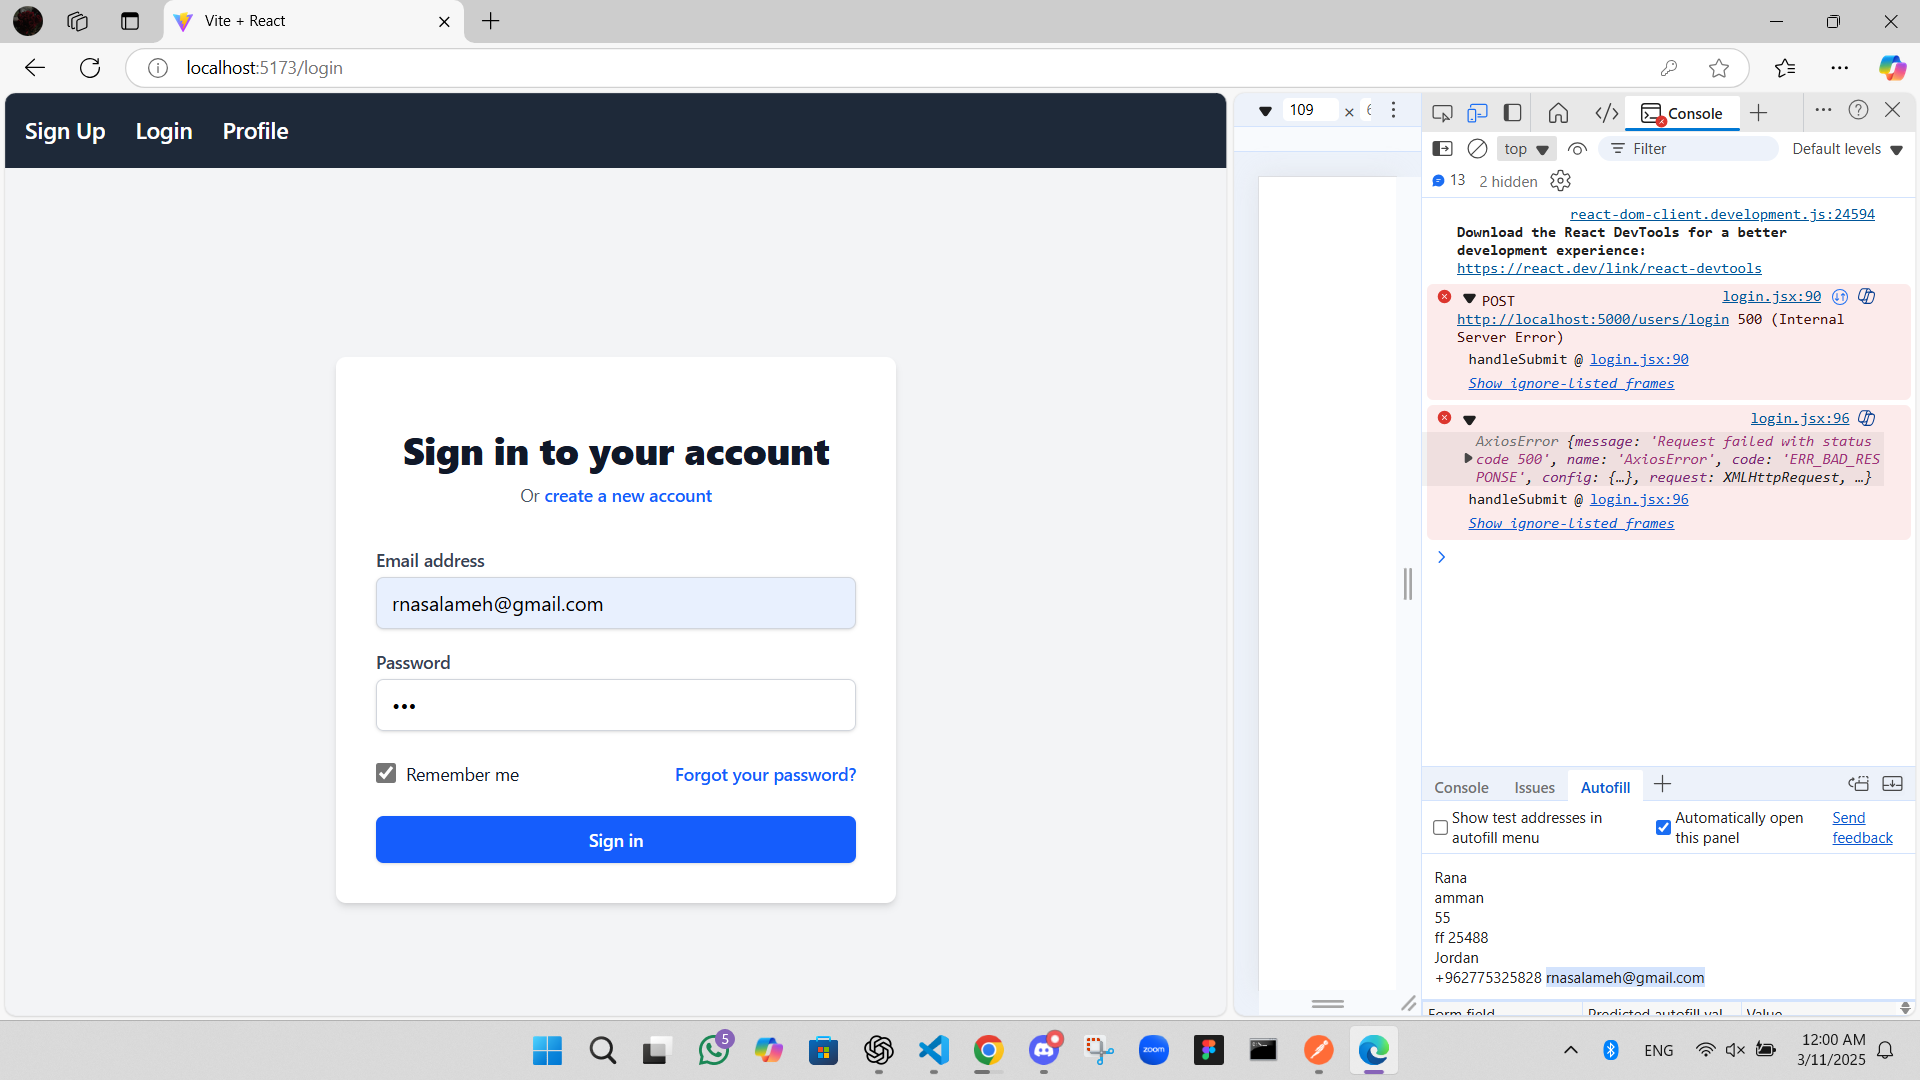 Vite + React
localhost:5173/login
Sign Up Login Profile
Sign in to your account
Or create a new account
Email address
rnasalameh@gmail.com
Password
•••
Remember me
Forgot your password?
Sign in
109 ×
Console
top
Filter
Default levels
13
2 hidden
react-dom-client.development.js:24594
Download the React DevTools for a better
development experience:
https://react.dev/link/react-devtools
POST
login.jsx:90
http://localhost:5000/users/login 500 (Internal
Server Error)
handleSubmit @ login.jsx:90
Show ignore-listed frames
login.jsx:96
AxiosError {message: 'Request failed with status
code 500', name: 'AxiosError', code: 'ERR_BAD_RES
PONSE', config: {…}, request: XMLHttpRequest, …}
handleSubmit @ login.jsx:96
Show ignore-listed frames
Console Issues Autofill
Show test addresses in
autofill menu
Automatically open
this panel
Send
feedback
Rana
amman
55
ff 25488
Jordan
+962775325828 rnasalameh@gmail.com
Form field Predicted autofill val Value
5
zoom
ENG
12:00 AM
3/11/2025